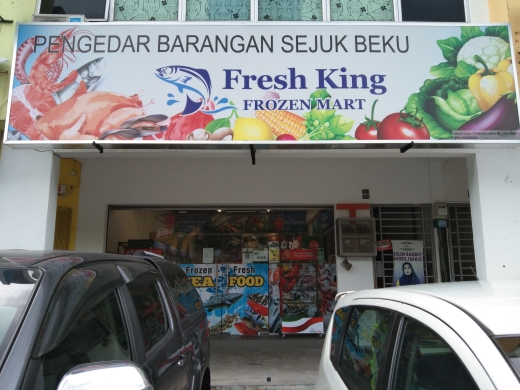 PENGEDAR BARANGAN SEJUK BEKU
Fresh King
FROZEN MART
Frozen Fresh
SEA FOOD